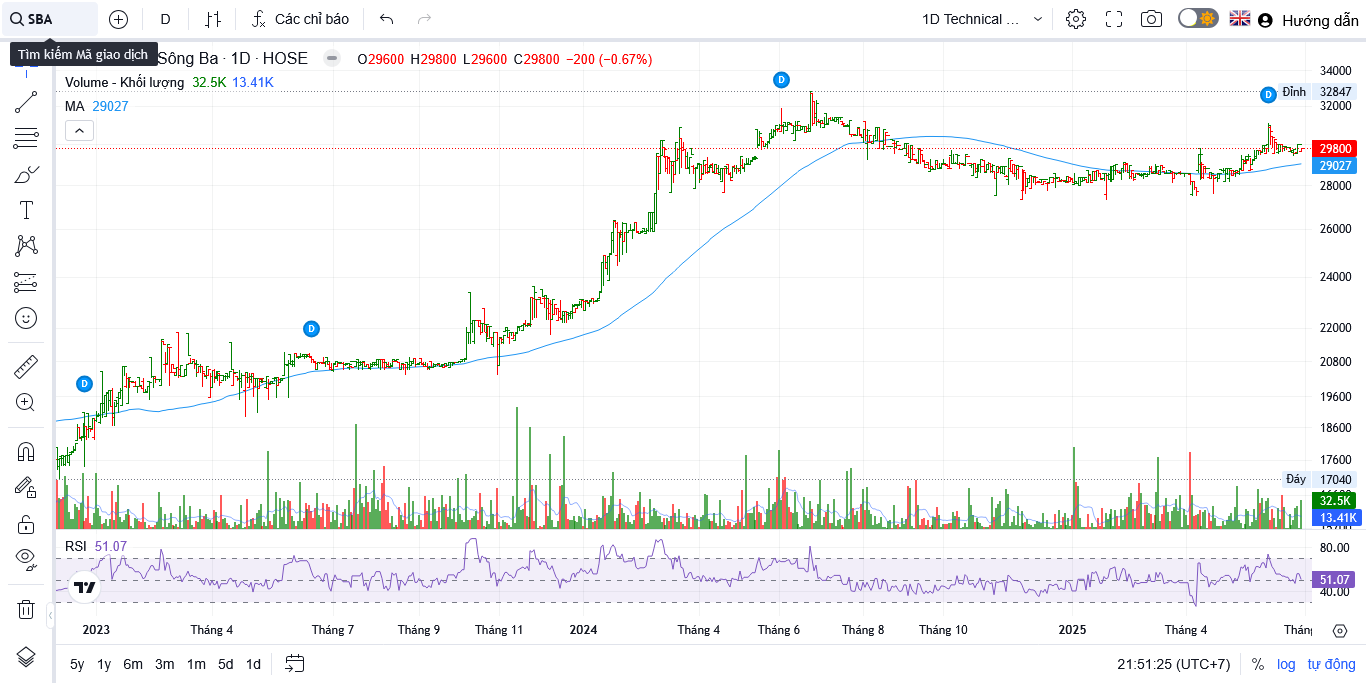 SBA
D
Các chỉ báo
1D Technical ...
Hướng dẫn
Tìm kiếm Mã giao dịch
Sông Ba · 1D · HOSE
O29600 H29800 L29600 C29800 −200 (−0.67%)
Volume - Khối lượng 32.5K 13.41K
MA 29027
D
D
D
D
34000
Đỉnh 32847
32000
29800
29027
28000
26000
24000
22000
20800
19600
18600
17600
Đáy 17040
32.5K
13.41K
RSI 51.07
80.00
51.07
40.00
2023 Tháng 4 Tháng 7 Tháng 9 Tháng 11 2024 Tháng 4 Tháng 6 Tháng 8 Tháng 10 2025 Tháng 4 Tháng
5y 1y 6m 3m 1m 5d 1d
21:51:25 (UTC+7) % log tự động